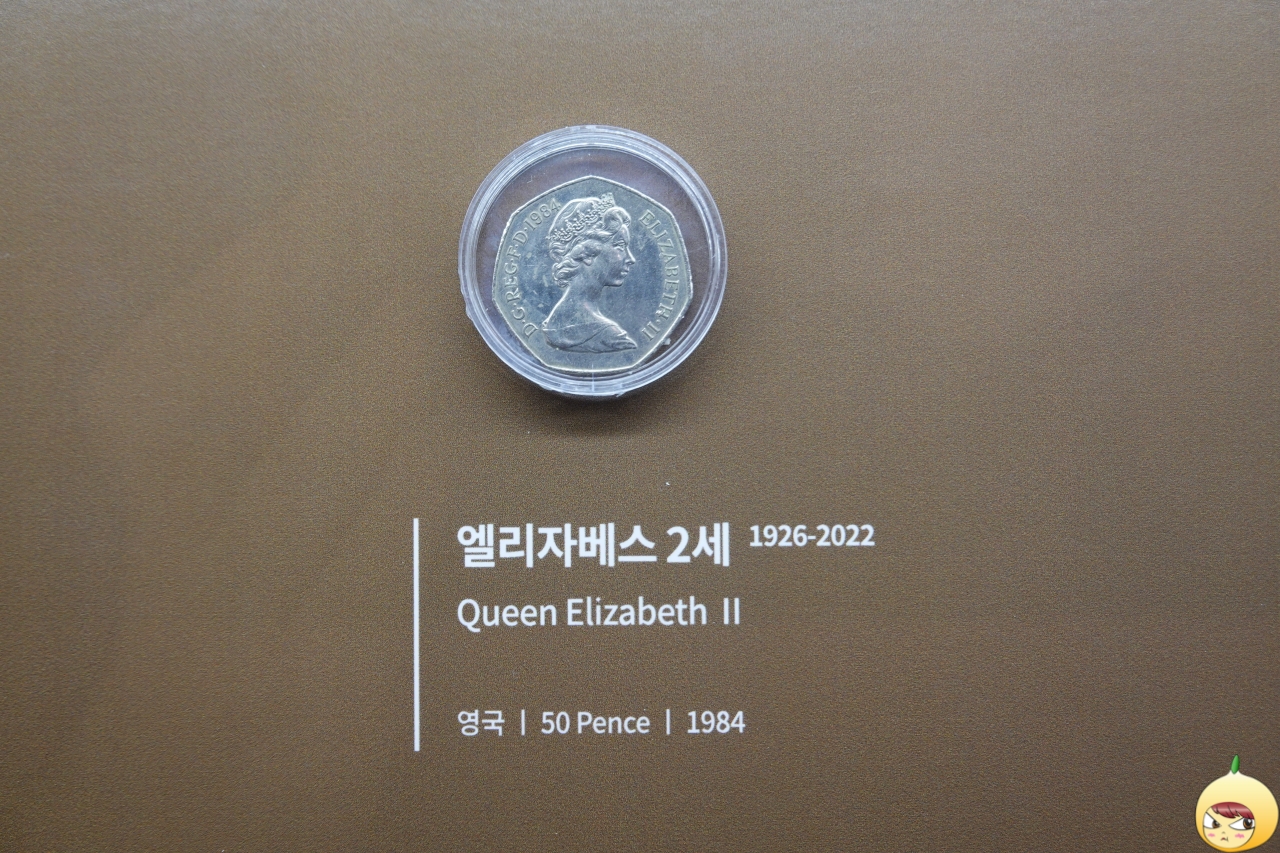 D·G·REG·F·D·1984
ELIZABETH·II
엘리자베스 2세 1926-2022
Queen Elizabeth II
영국 | 50 Pence | 1984